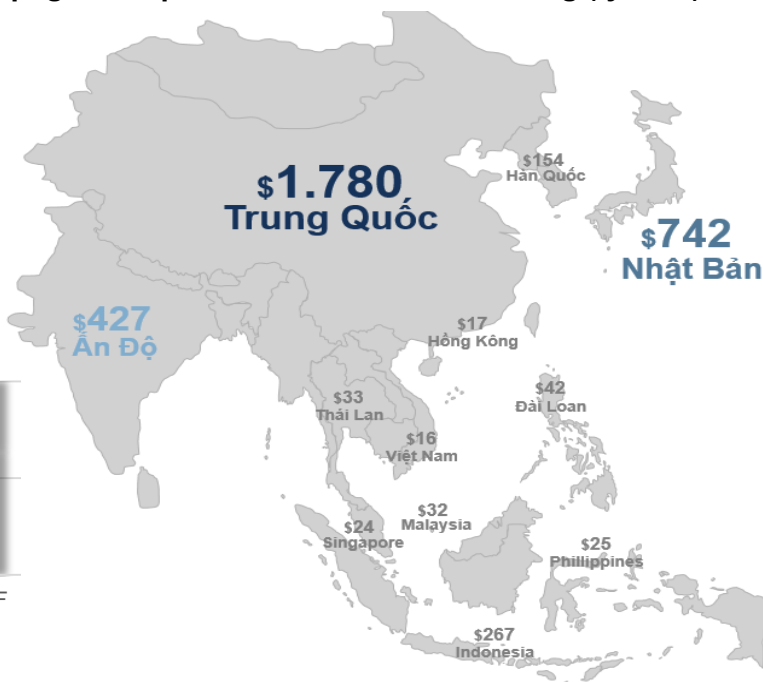 $154
Hàn Quốc
$1.780
Trung Quốc
$742
Nhật Bản
$427
Ấn Độ
$17
Hồng Kông
$33
Thái Lan
$42
Đài Loan
$16
Việt Nam
$32
Malaysia
$24
Singapore
$25
Phillippines
$267
Indonesia